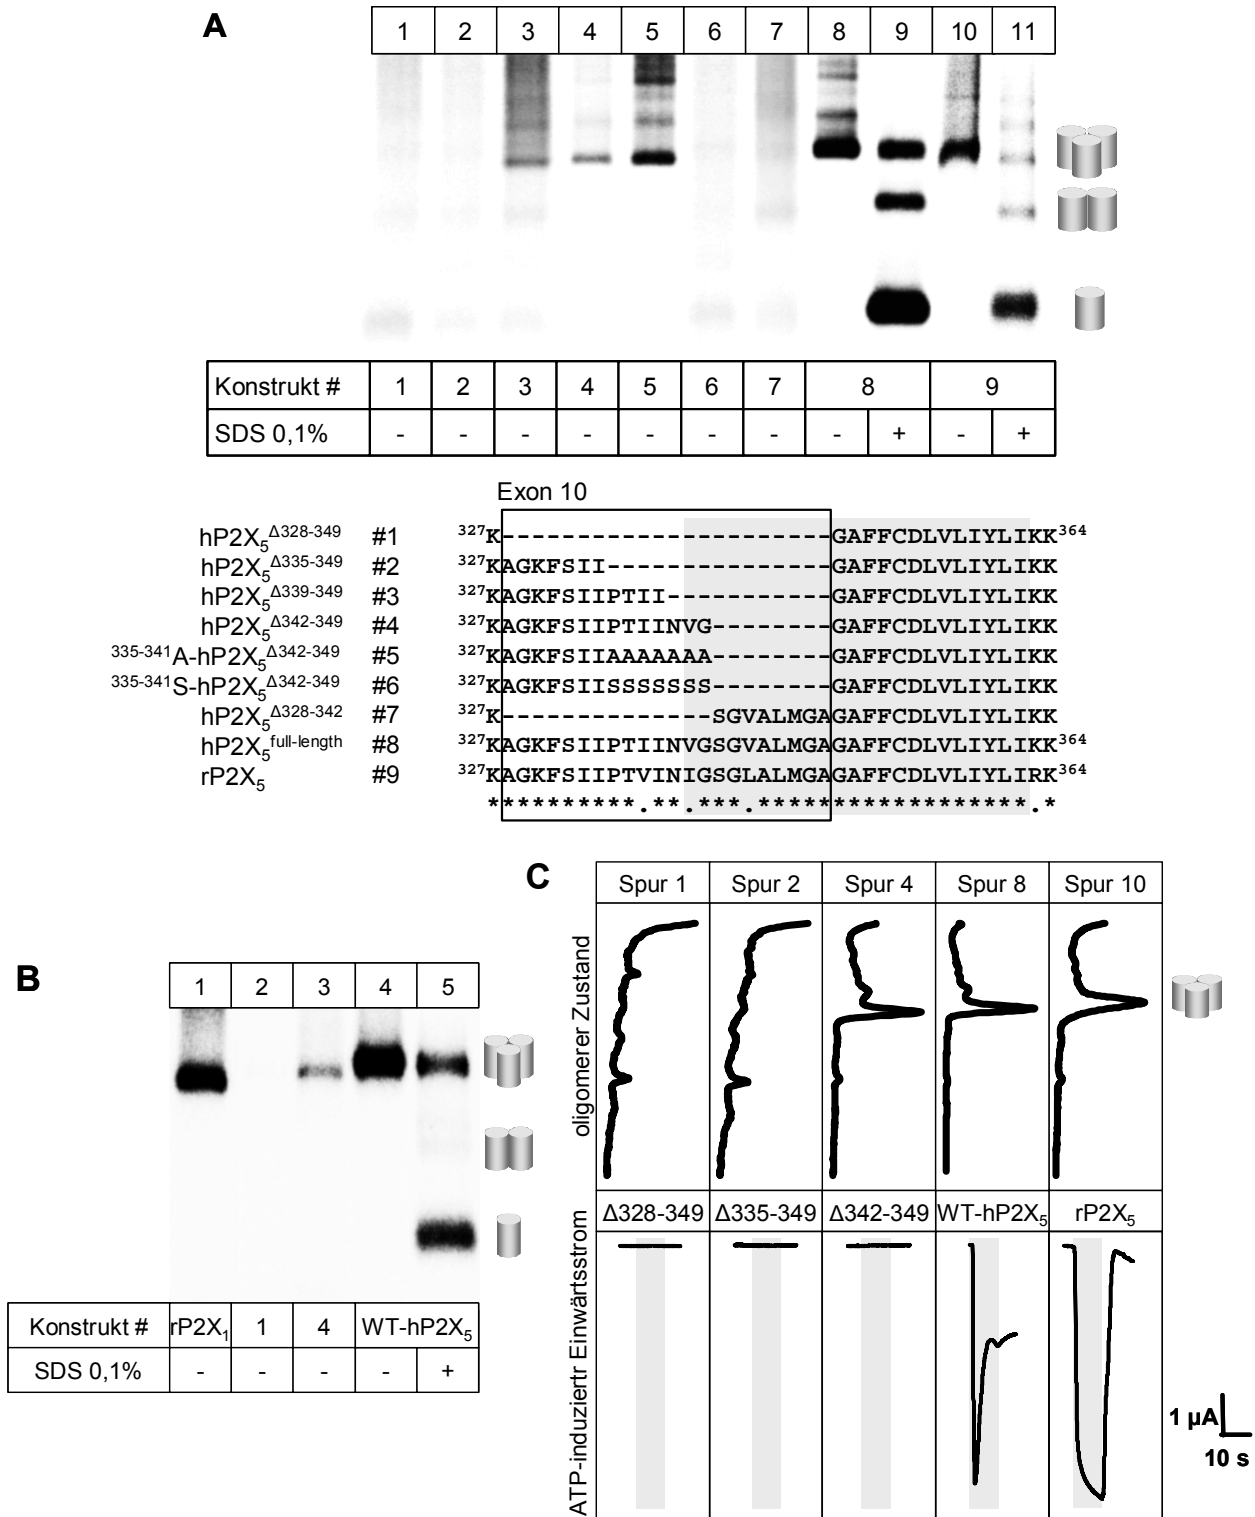 A
1 2 3 4 5 6 7 8 9 10 11
Konstrukt # 1 2 3 4 5 6 7 8 9
SDS 0,1% - - - - - - - - + - +
Exon 10
hP2X5Δ328-349 #1 327K----------------------GAFFCDLVLIYLIKK364
hP2X5Δ335-349 #2 327KAGKFSII---------------GAFFCDLVLIYLIKK
hP2X5Δ339-349 #3 327KAGKFSIIPTII-----------GAFFCDLVLIYLIKK
hP2X5Δ342-349 #4 327KAGKFSIIPTIINVG--------GAFFCDLVLIYLIKK
335-341A-hP2X5Δ342-349 #5 327KAGKFSIIAAAAAAA--------GAFFCDLVLIYLIKK
335-341S-hP2X5Δ342-349 #6 327KAGKFSIISSSSSSS--------GAFFCDLVLIYLIKK
hP2X5Δ328-342 #7 327K--------------SGVALMGAGAFFCDLVLIYLIKK
hP2X5full-length #8 327KAGKFSIIPTIINVGSGVALMGAGAFFCDLVLIYLIKK364
rP2X5 #9 327KAGKFSIIPTVINIGSGLALMGAGAFFCDLVLIYLIRK364
**********.**.***.******************.*
C
Spur 1 Spur 2 Spur 4 Spur 8 Spur 10
oligomerer Zustand
Δ328-349 Δ335-349 Δ342-349 WT-hP2X5 rP2X5
ATP-induziertr Einwärtsstrom
1 µA
10 s
B
1 2 3 4 5
Konstrukt # rP2X1 1 4 WT-hP2X5
SDS 0,1% - - - - +